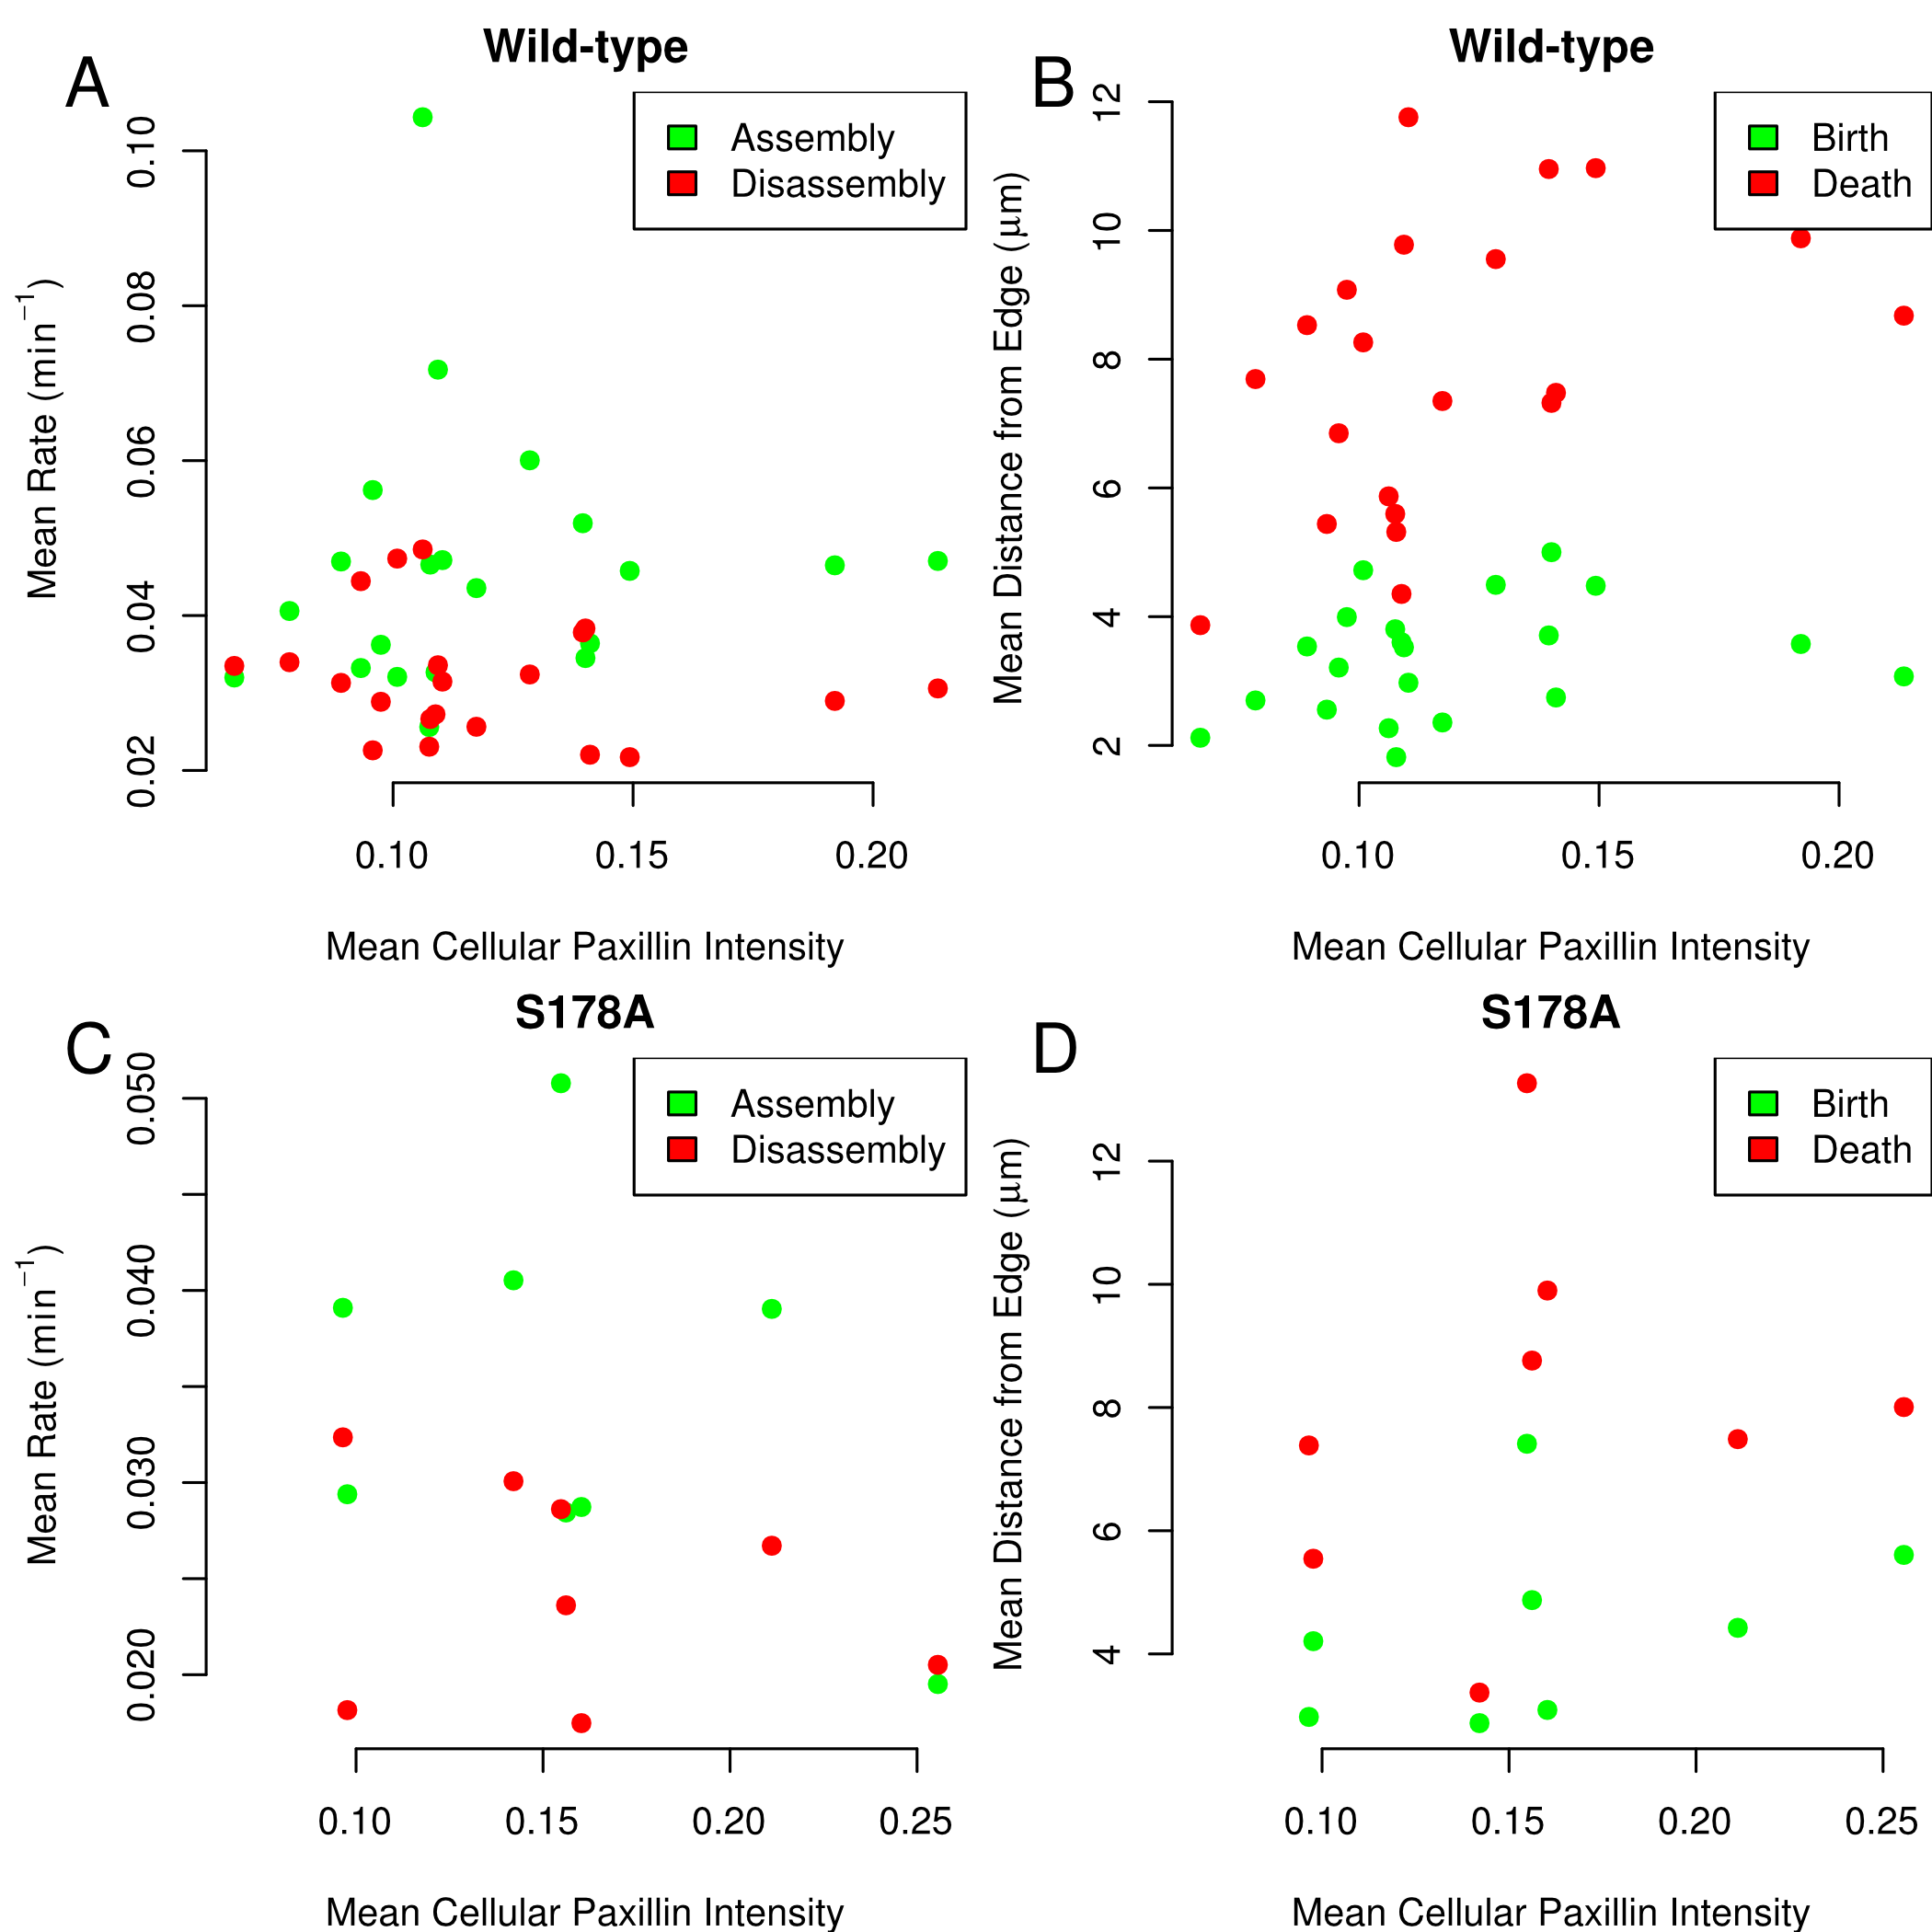 A
Wild-type
Assembly
Disassembly
0.10
0.08
0.06
0.04
0.02
Mean Rate (min⁻¹)
0.10 0.15 0.20
Mean Cellular Paxillin Intensity
B
Wild-type
Birth
Death
12
10
8
6
4
2
Mean Distance from Edge (μm)
0.10 0.15 0.20
Mean Cellular Paxillin Intensity
C
S178A
Assembly
Disassembly
0.050
0.040
0.030
0.020
Mean Rate (min⁻¹)
0.10 0.15 0.20 0.25
Mean Cellular Paxillin Intensity
D
S178A
Birth
Death
12
10
8
6
4
Mean Distance from Edge (μm)
0.10 0.15 0.20 0.25
Mean Cellular Paxillin Intensity